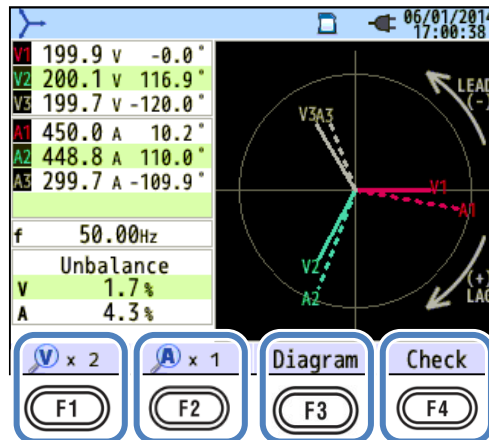 06/01/2014
17:00:38
V1 199.9 V -0.0°
V2 200.1 V 116.9°
V3 199.7 V -120.0°
A1 450.0 A 10.2°
A2 448.8 A 110.0°
A3 299.7 A -109.9°
f 50.00Hz
Unbalance
V 1.7%
A 4.3%
LEAD
(-)
V3 A3
V1
A1
V2
A2
(+)
LAG
V x 2
A x 1
Diagram
Check
F1
F2
F3
F4